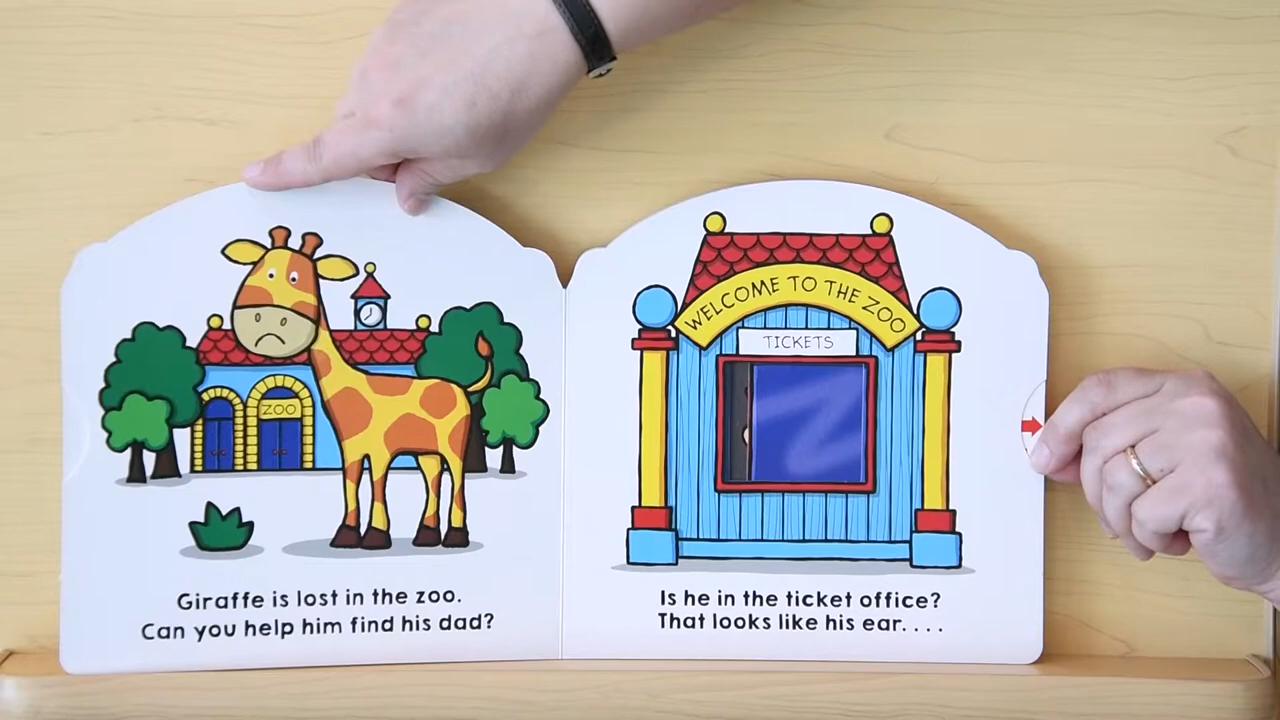 ZOO
Giraffe is lost in the zoo.
Can you help him find his dad?
WELCOME TO THE ZOO
TICKETS
Is he in the ticket office?
That looks like his ear....